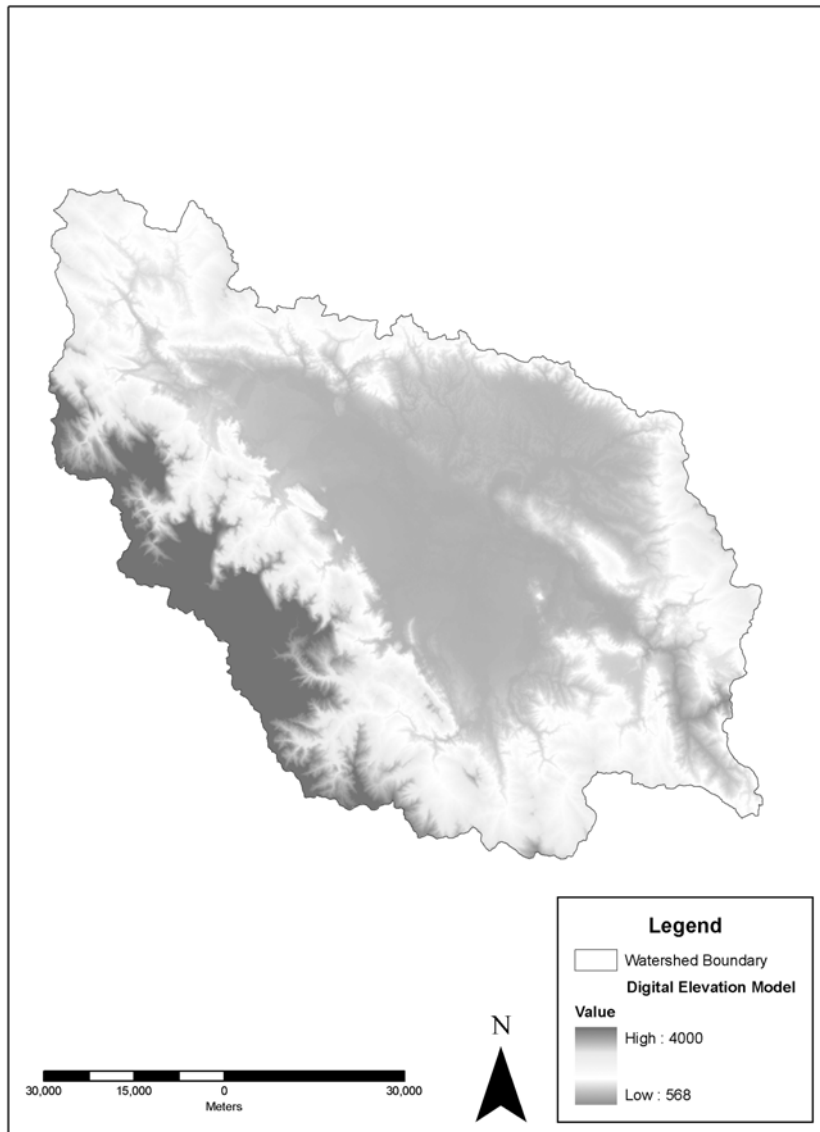 Legend
Watershed Boundary
Digital Elevation Model
Value
High : 4000
Low : 568
N
30,000 15,000 0 30,000
Meters